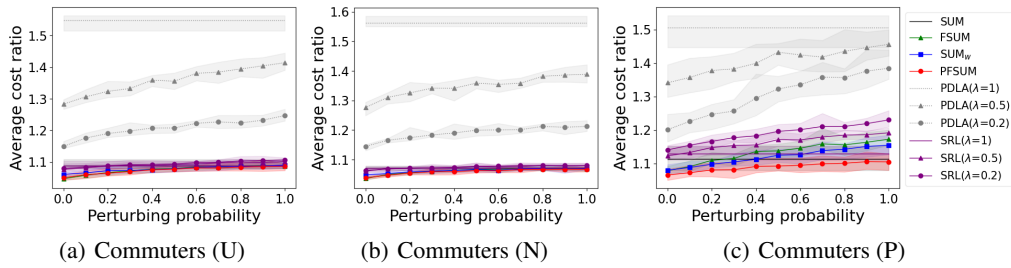 Average cost ratio
1.5
1.4
1.3
1.2
1.1
0.0 0.2 0.4 0.6 0.8 1.0
Perturbing probability
(a) Commuters (U)
Average cost ratio
1.6
1.5
1.4
1.3
1.2
1.1
0.0 0.2 0.4 0.6 0.8 1.0
Perturbing probability
(b) Commuters (N)
Average cost ratio
1.5
1.4
1.3
1.2
1.1
0.0 0.2 0.4 0.6 0.8 1.0
Perturbing probability
(c) Commuters (P)
SUM
FSUM
SUMw
PFSUM
PDLA(λ=1)
PDLA(λ=0.5)
PDLA(λ=0.2)
SRL(λ=1)
SRL(λ=0.5)
SRL(λ=0.2)